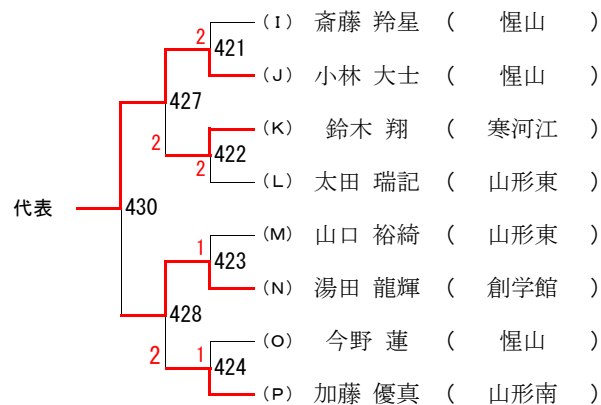 (I) 斎藤 羚星 ( 惺山 )
2
421
(J) 小林 大士 ( 惺山 )
427
(K) 鈴木 翔 ( 寒河江 )
2
422
2
(L) 太田 瑞記 ( 山形東 )
代表
430
(M) 山口 裕綺 ( 山形東 )
1
423
(N) 湯田 龍輝 ( 創学館 )
428
(O) 今野 蓮 ( 惺山 )
2
1
424
(P) 加藤 優真 ( 山形南 )